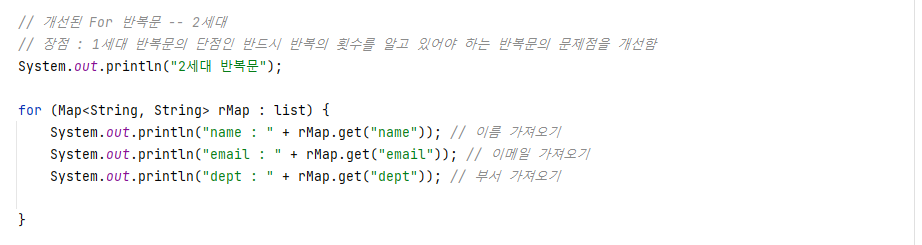 // 개선된 For 반복문 -- 2세대
// 장점 : 1세대 반복문의 단점인 반드시 반복의 횟수를 알고 있어야 하는 반복문의 문제점을 개선함
System.out.println("2세대 반복문");
for (Map<String, String> rMap : list) {
System.out.println("name : " + rMap.get("name")); // 이름 가져오기
System.out.println("email : " + rMap.get("email")); // 이메일 가져오기
System.out.println("dept : " + rMap.get("dept")); // 부서 가져오기
}